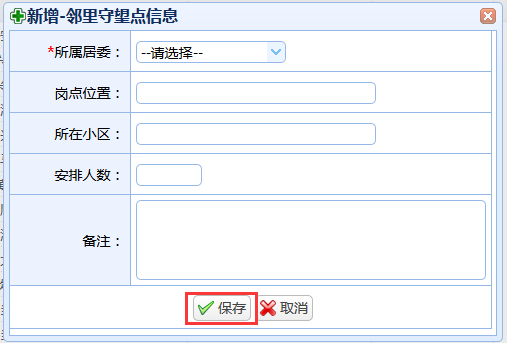 新增-邻里守望点信息
*所属居委： --请选择--
岗点位置：
所在小区：
安排人数：
备注：
保存 取消